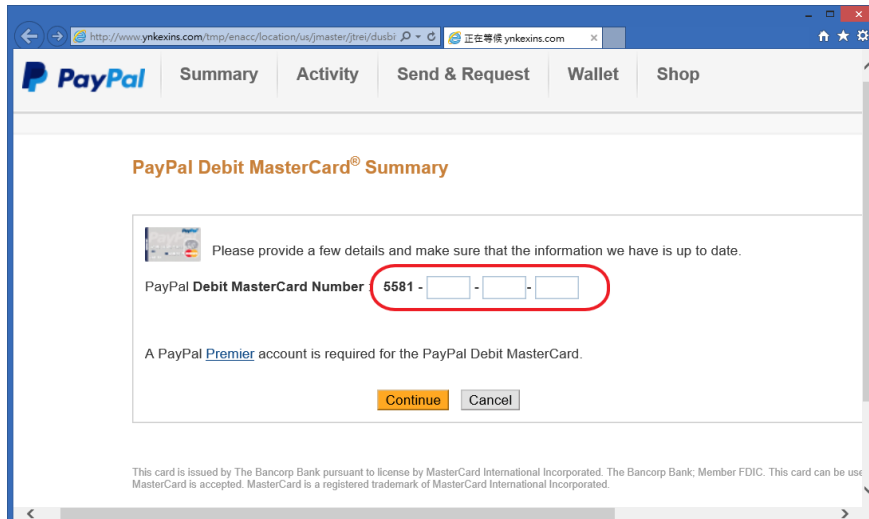 http://www.ynkexins.com/tmp/enacc/location/us/jmaster/jtrei/dusbi
正在等候 ynkexins.com
PayPal Summary Activity Send & Request Wallet Shop
PayPal Debit MasterCard® Summary
Please provide a few details and make sure that the information we have is up to date.
PayPal Debit MasterCard Number : 5581 - - -
A PayPal Premier account is required for the PayPal Debit MasterCard.
Continue Cancel
This card is issued by The Bancorp Bank pursuant to license by MasterCard International Incorporated. The Bancorp Bank; Member FDIC. This card can be use
MasterCard is accepted. MasterCard is a registered trademark of MasterCard International Incorporated.